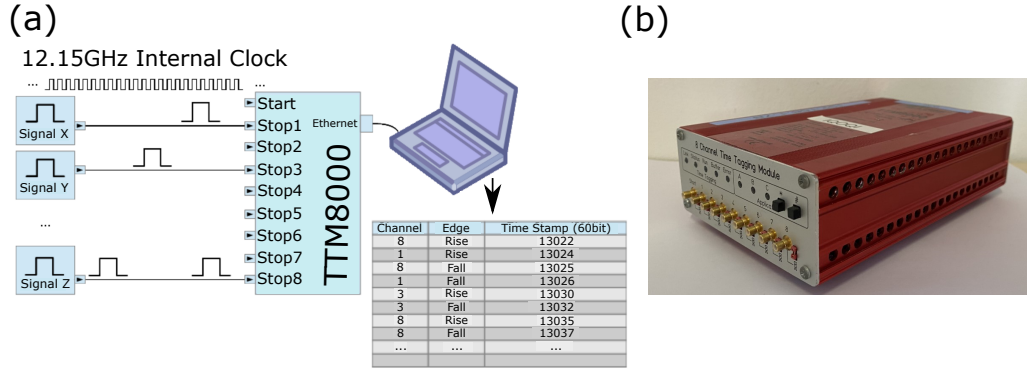 (a)
12.15GHz Internal Clock
... ...
Signal X
Signal Y
...
Signal Z
Start
Stop1
Stop2
Stop3
Stop4
Stop5
Stop6
Stop7
Stop8
TTM8000
Ethernet
Channel Edge Time Stamp (60bit)
8 Rise 13022
1 Rise 13024
8 Fall 13025
1 Fall 13026
3 Rise 13030
3 Fall 13032
8 Rise 13035
8 Fall 13037
... ... ...
(b)
8 Channel Time Tagging Module
A B C